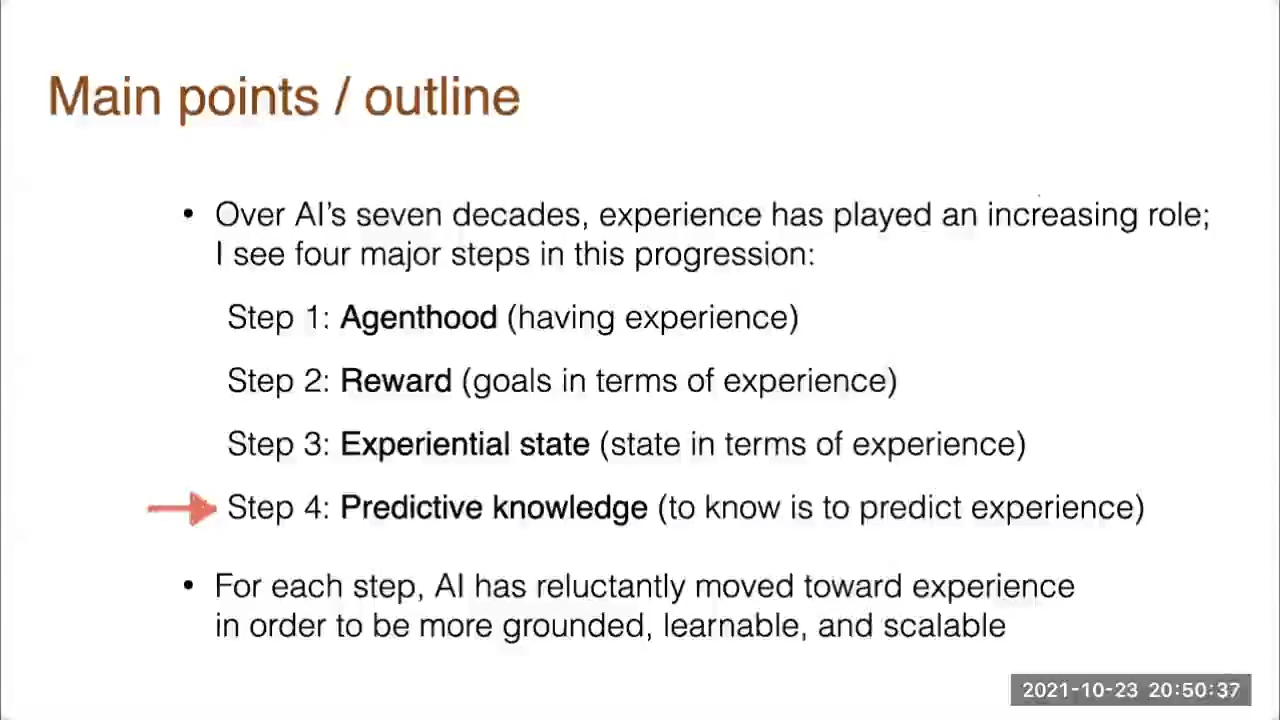 Main points / outline
• Over AI's seven decades, experience has played an increasing role;
I see four major steps in this progression:
Step 1: Agenthood (having experience)
Step 2: Reward (goals in terms of experience)
Step 3: Experiential state (state in terms of experience)
Step 4: Predictive knowledge (to know is to predict experience)
• For each step, AI has reluctantly moved toward experience
in order to be more grounded, learnable, and scalable
2021-10-23 20:50:37